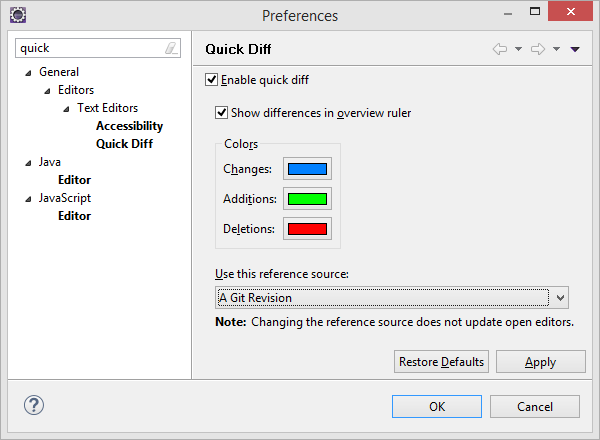 Preferences
quick
General
Editors
Text Editors
Accessibility
Quick Diff
Java
Editor
JavaScript
Editor
Quick Diff
Enable quick diff
Show differences in overview ruler
Colors
Changes:
Additions:
Deletions:
Use this reference source:
A Git Revision
Note: Changing the reference source does not update open editors.
Restore Defaults Apply
? OK Cancel